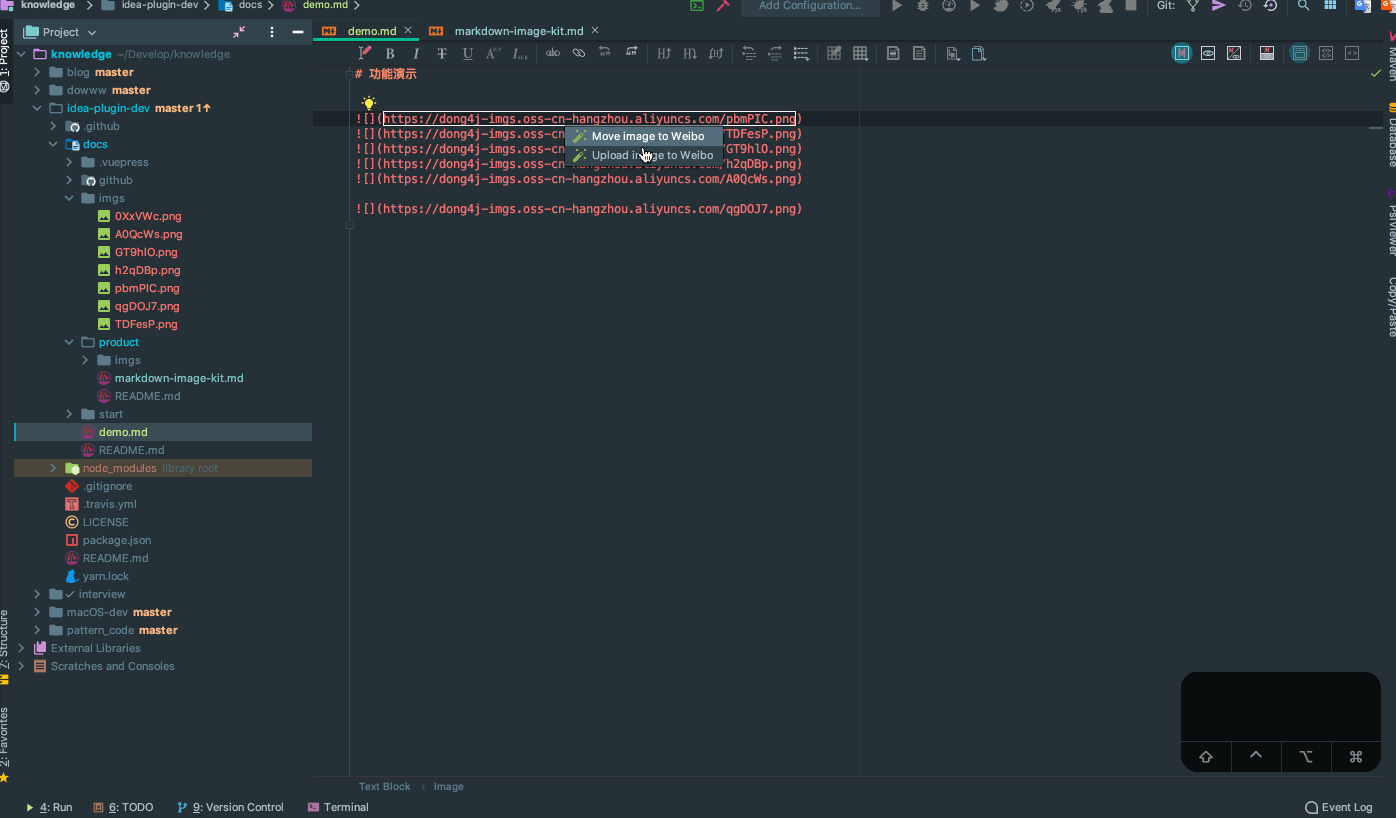 knowledge idea-plugin-dev docs demo.md Add Configuration... Git:
Project
demo.md markdown-image-kit.md
1: Project
knowledge ~/Develop/knowledge
blog master
dowww master
idea-plugin-dev master 1↑
.github
docs
.vuepress
github
imgs
0XxVWc.png
A0QcWs.png
GT9hlO.png
h2qDBp.png
pbmPIC.png
qgDOJ7.png
TDFesP.png
product
imgs
markdown-image-kit.md
README.md
start
demo.md
README.md
node_modules library root
.gitignore
.travis.yml
LICENSE
package.json
README.md
yarn.lock
interview
macOS-dev master
pattern_code master
External Libraries
Scratches and Consoles
7: Structure
2: Favorites
# 功能演示
![](https://dong4j-imgs.oss-cn-hangzhou.aliyuncs.com/pbmPIC.png)
![](https://dong4j-imgs.oss-cn /TDFesP.png)
![](https://dong4j-imgs.oss-cn /GT9hlO.png)
![](https://dong4j-imgs.oss-cn-hangzhou.aliyuncs.com/h2qDBp.png)
![](https://dong4j-imgs.oss-cn-hangzhou.aliyuncs.com/A0QcWs.png)
![](https://dong4j-imgs.oss-cn-hangzhou.aliyuncs.com/qgDOJ7.png)
Move image to Weibo
Upload image to Weibo
Maven
Database
PsiViewer
Copy/Paste
Text Block › Image
4: Run 6: TODO 9: Version Control Terminal Event Log